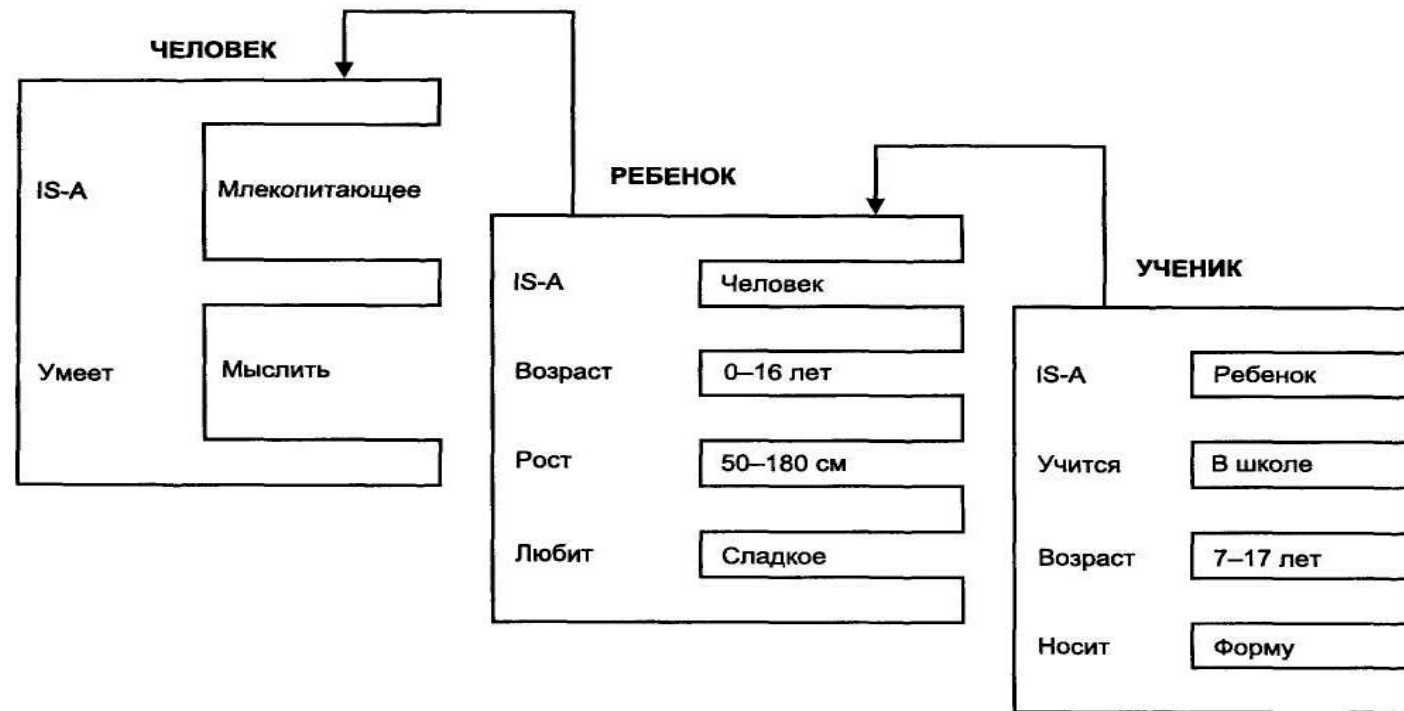 ЧЕЛОВЕК
IS-A Млекопитающее
Умеет Мыслить
РЕБЕНОК
IS-A Человек
Возраст 0–16 лет
Рост 50–180 см
Любит Сладкое
УЧЕНИК
IS-A Ребенок
Учится В школе
Возраст 7–17 лет
Носит Форму